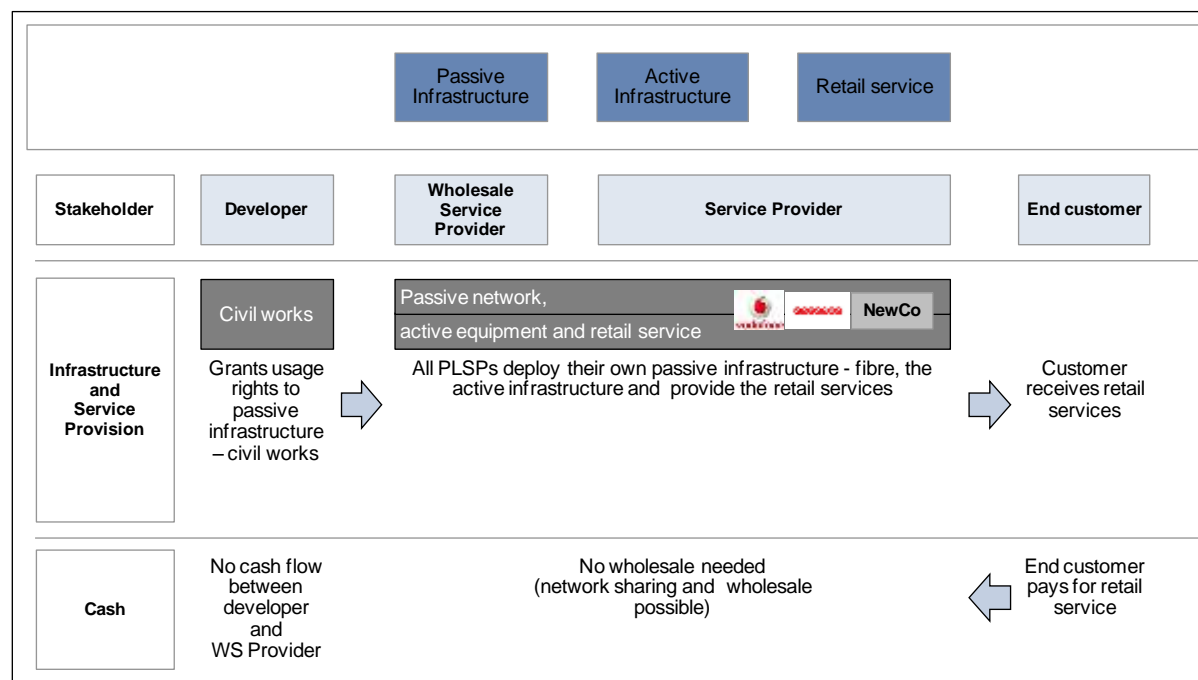 Passive
Infrastructure
Active
Infrastructure
Retail service
Stakeholder
Developer
Wholesale
Service
Provider
Service Provider
End customer
Infrastructure
and
Service
Provision
Civil works
Passive network,
active equipment and retail service
NewCo
Grants usage
rights to
passive
infrastructure
– civil works
All PLSPs deploy their own passive infrastructure - fibre, the
active infrastructure and provide the retail services
Customer
receives retail
services
Cash
No cash flow
between
developer
and
WS Provider
No wholesale needed
(network sharing and wholesale
possible)
End customer
pays for retail
service